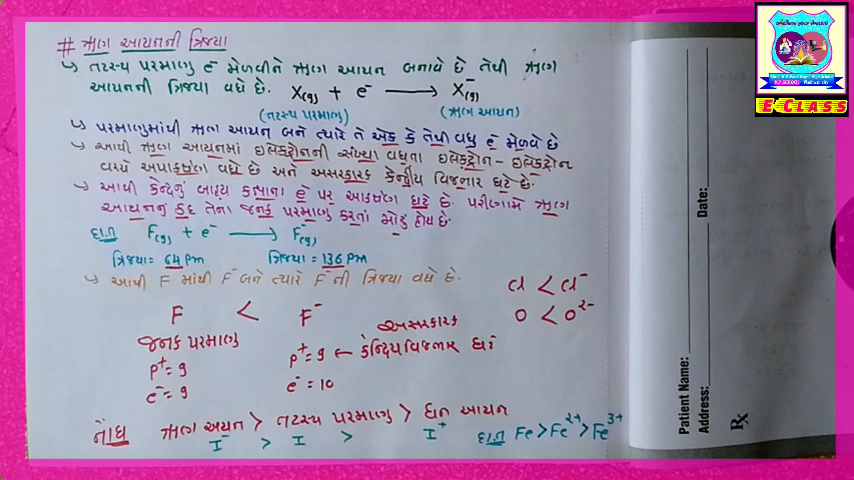 # ઋણ આયનની ત્રિજ્યા
↳ તટસ્થ પરમાણુ e⁻ મેળવીને ઋણ આયન બનાવે છે તેથી ઋણ
આયનની ત્રિજ્યા વધે છે. X(g) + e⁻ ⟶ X⁻(g)
(તટસ્થ પરમાણુ) (ઋણ આયન)
↳ પરમાણુમાંથી ઋણ આયન બને ત્યારે તે એક કે તેથી વધુ e⁻ મેળવે છે
↳ આથી ઋણ આયનમાં ઇલેક્ટ્રોનની સંખ્યા વધુતા ઇલેક્ટ્રોન - ઇલેક્ટ્રોન
વચ્ચે અપાકર્ષણ વધે છે અને અસરકારક કેન્દ્રીય વિજભાર ઘટે છે.
↳ આથી કેન્દ્રનું બાહ્ય કક્ષાના e⁻ પર આકર્ષણ ઘટે છે. પરીણામે ઋણ
આયનનું કદ તેના જનક પરમાણુ કરતાં મોટું હોય છે.
દા.ત F(g) + e⁻ ⟶ F⁻(g)
ત્રિજ્યા = 64 Pm ત્રિજ્યા = 136 pm
↳ આથી F માંથી F⁻ બને ત્યારે F⁻ની ત્રિજ્યા વધે છે.
Cl < Cl⁻
F < F⁻
O < O²⁻
જનક પરમાણુ
અસરકારક
p⁺ = 9
p⁺ = 9 ← કેન્દ્રિય વિજભાર
e⁻ = 9
e⁻ = 10
નોંધ ઋણ અયન > તટસ્થ પરમાણુ > ધન આયન
I⁻ > I > I⁺ દા.ત Fe > Fe²⁺ > Fe³⁺
Patient Name:
Address: Date:
Rx
E CLASS